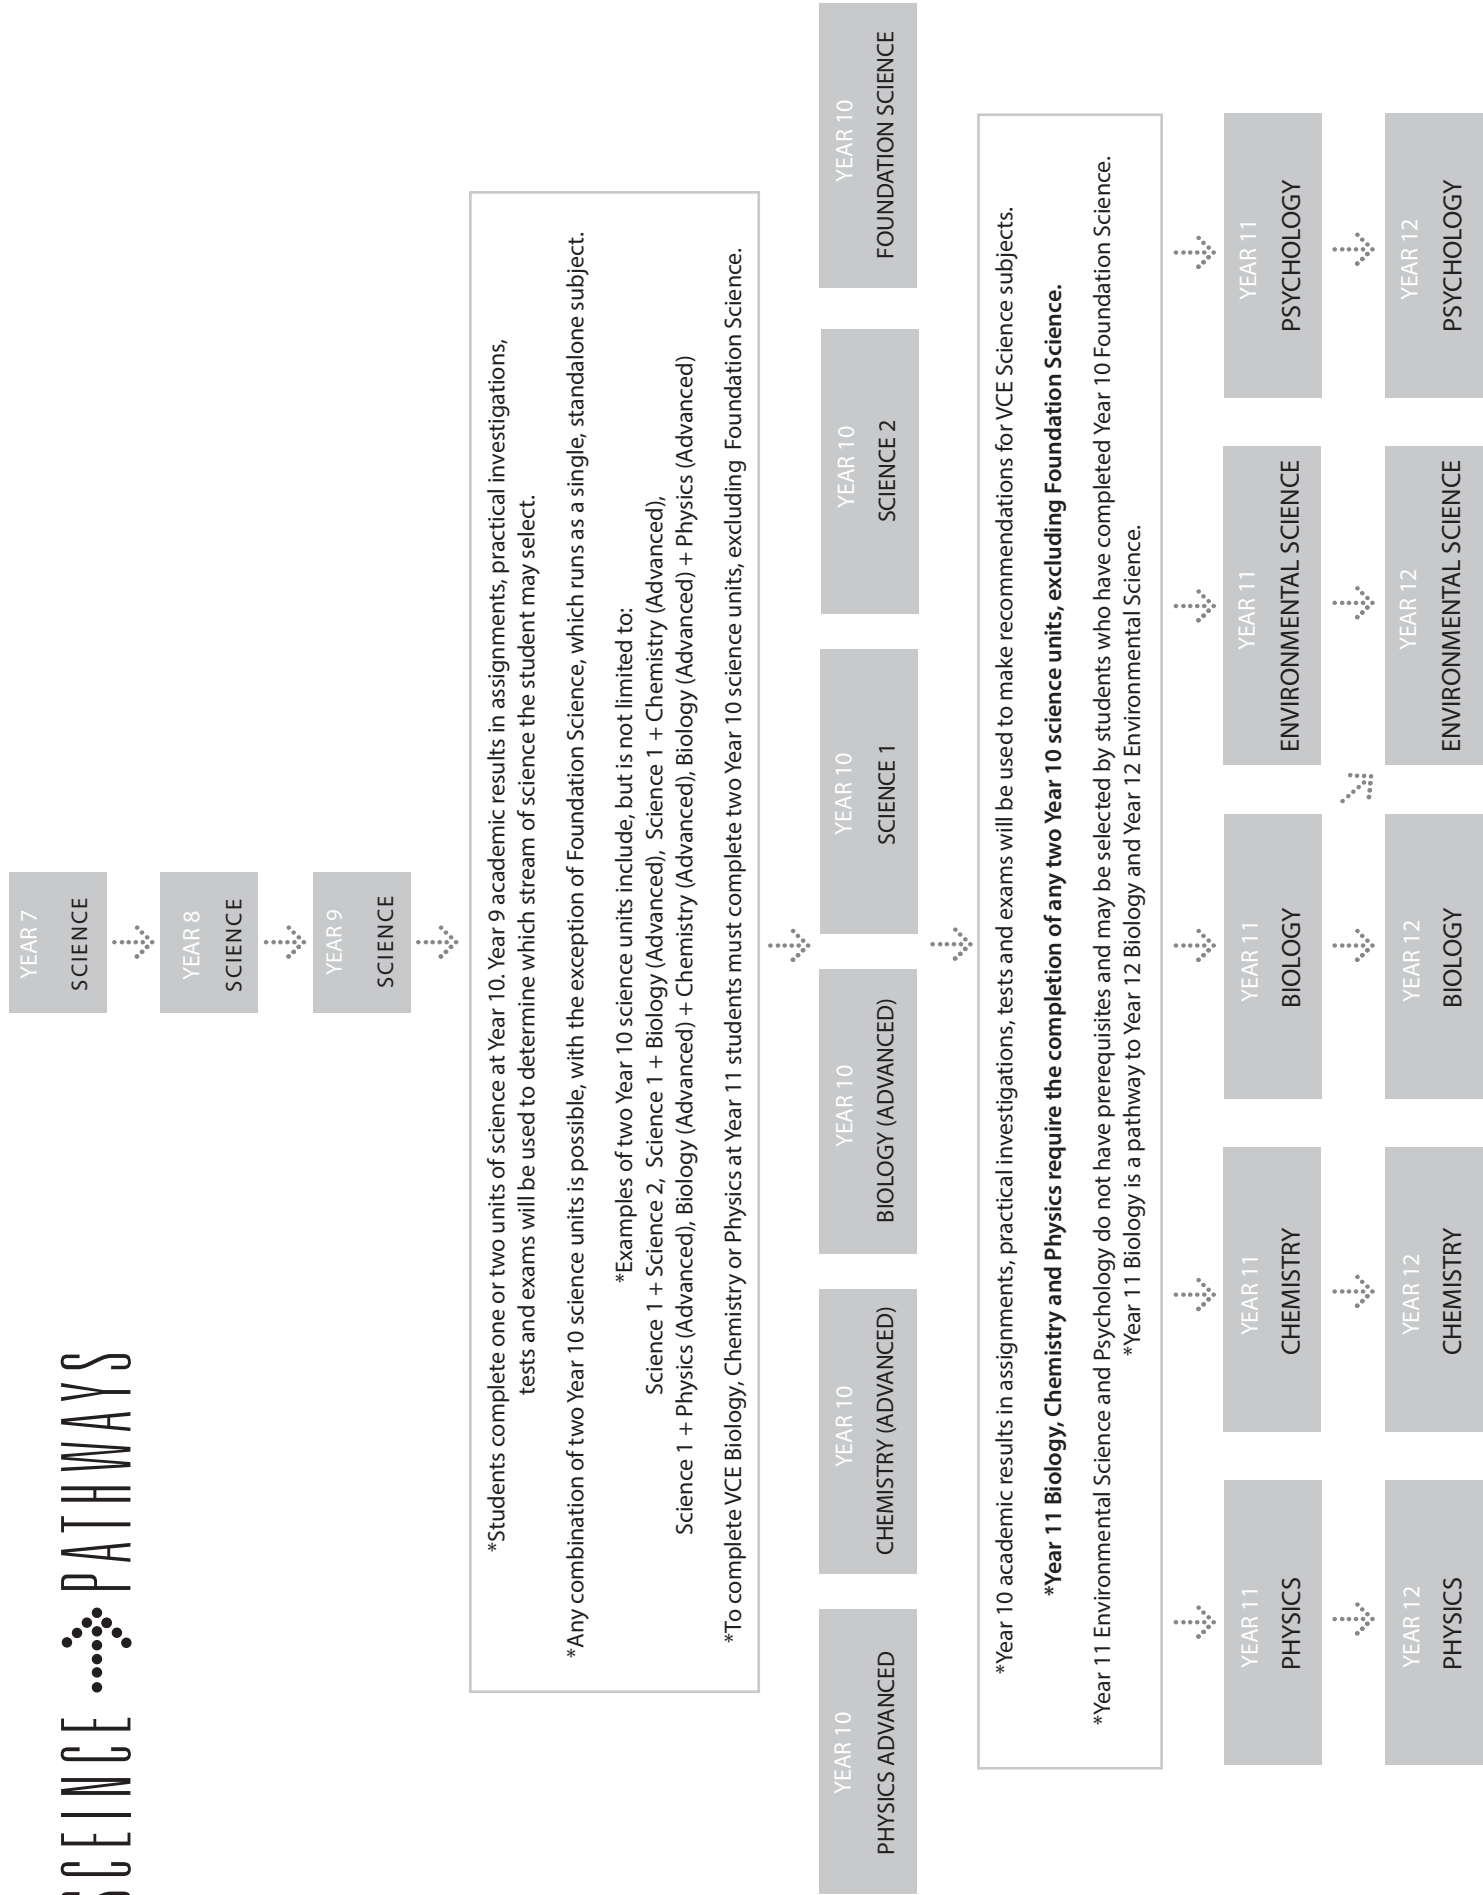 SCEINCE PATHWAYS
YEAR 7
SCIENCE
YEAR 8
SCIENCE
YEAR 9
SCIENCE
*Students complete one or two units of science at Year 10. Year 9 academic results in assignments, practical investigations,
tests and exams will be used to determine which stream of science the student may select.
*Any combination of two Year 10 science units is possible, with the exception of Foundation Science, which runs as a single, standalone subject.
*Examples of two Year 10 science units include, but is not limited to:
Science 1 + Science 2, Science 1 + Biology (Advanced), Science 1 + Chemistry (Advanced),
Science 1 + Physics (Advanced), Biology (Advanced) + Chemistry (Advanced), Biology (Advanced) + Physics (Advanced)
*To complete VCE Biology, Chemistry or Physics at Year 11 students must complete two Year 10 science units, excluding Foundation Science.
YEAR 10
PHYSICS ADVANCED
YEAR 10
CHEMISTRY (ADVANCED)
YEAR 10
BIOLOGY (ADVANCED)
YEAR 10
SCIENCE 1
YEAR 10
SCIENCE 2
YEAR 10
FOUNDATION SCIENCE
*Year 10 academic results in assignments, practical investigations, tests and exams will be used to make recommendations for VCE Science subjects.
*Year 11 Biology, Chemistry and Physics require the completion of any two Year 10 science units, excluding Foundation Science.
*Year 11 Environmental Science and Psychology do not have prerequisites and may be selected by students who have completed Year 10 Foundation Science.
*Year 11 Biology is a pathway to Year 12 Biology and Year 12 Environmental Science.
YEAR 11
PHYSICS
YEAR 11
CHEMISTRY
YEAR 11
BIOLOGY
YEAR 11
ENVIRONMENTAL SCIENCE
YEAR 11
PSYCHOLOGY
YEAR 12
PHYSICS
YEAR 12
CHEMISTRY
YEAR 12
BIOLOGY
YEAR 12
ENVIRONMENTAL SCIENCE
YEAR 12
PSYCHOLOGY